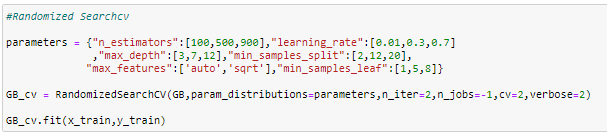 #Randomized Searchcv
parameters = {"n_estimators":[100,500,900],"learning_rate":[0.01,0.3,0.7]
,"max_depth":[3,7,12],"min_samples_split":[2,12,20],
"max_features":['auto','sqrt'],"min_samples_leaf":[1,5,8]}
GB_cv = RandomizedSearchCV(GB,param_distributions=parameters,n_iter=2,n_jobs=-1,cv=2,verbose=2)
GB_cv.fit(x_train,y_train)